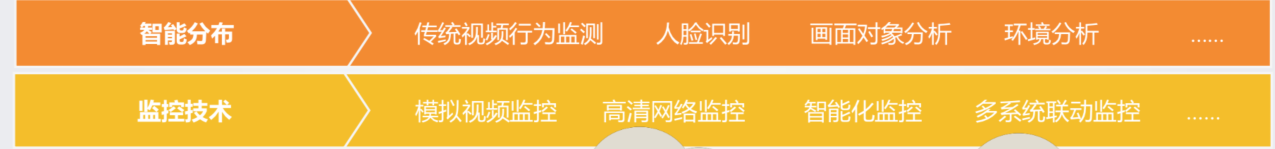 智能分布 传统视频行为监测 人脸识别 画面对象分析 环境分析 ……
监控技术 模拟视频监控 高清网络监控 智能化监控 多系统联动监控 ……